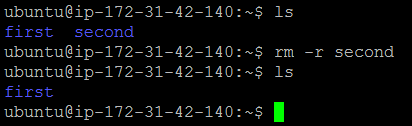 ubuntu@ip-172-31-42-140:~$ ls
first  second
ubuntu@ip-172-31-42-140:~$ rm -r second
ubuntu@ip-172-31-42-140:~$ ls
first
ubuntu@ip-172-31-42-140:~$